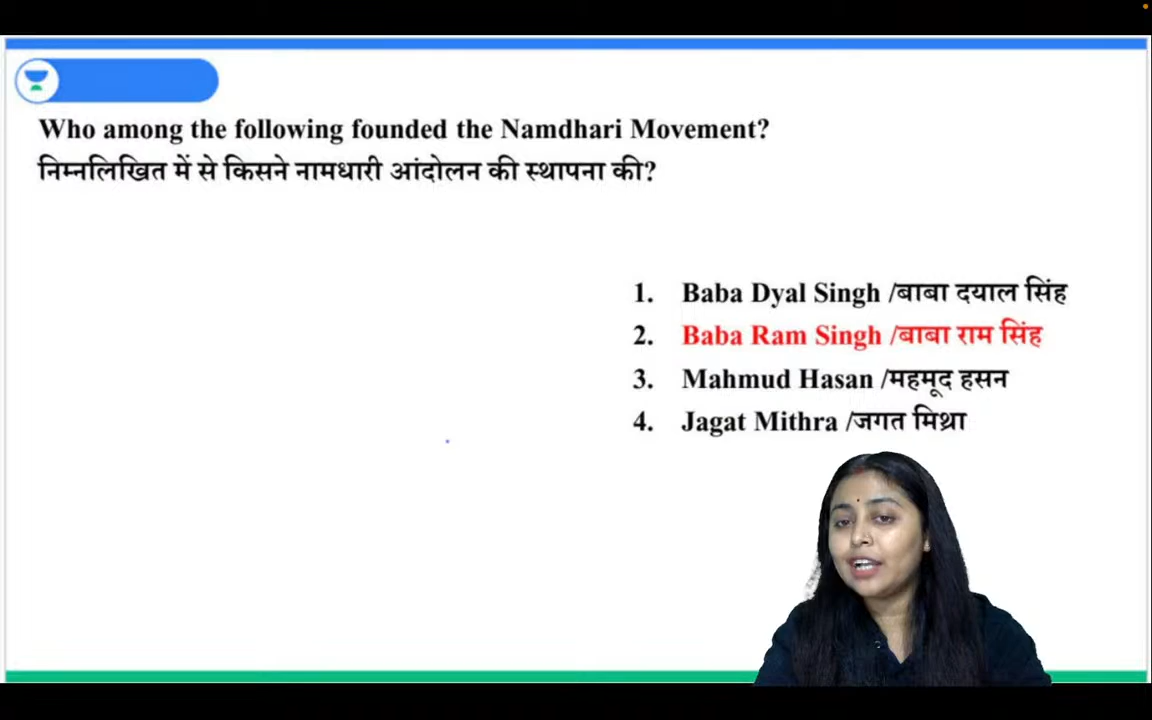 Who among the following founded the Namdhari Movement?
निम्नलिखित में से किसने नामधारी आंदोलन की स्थापना की?
1. Baba Dyal Singh /बाबा दयाल सिंह
2. Baba Ram Singh /बाबा राम सिंह
3. Mahmud Hasan /महमूद हसन
4. Jagat Mithra /जगत मिथ्रा